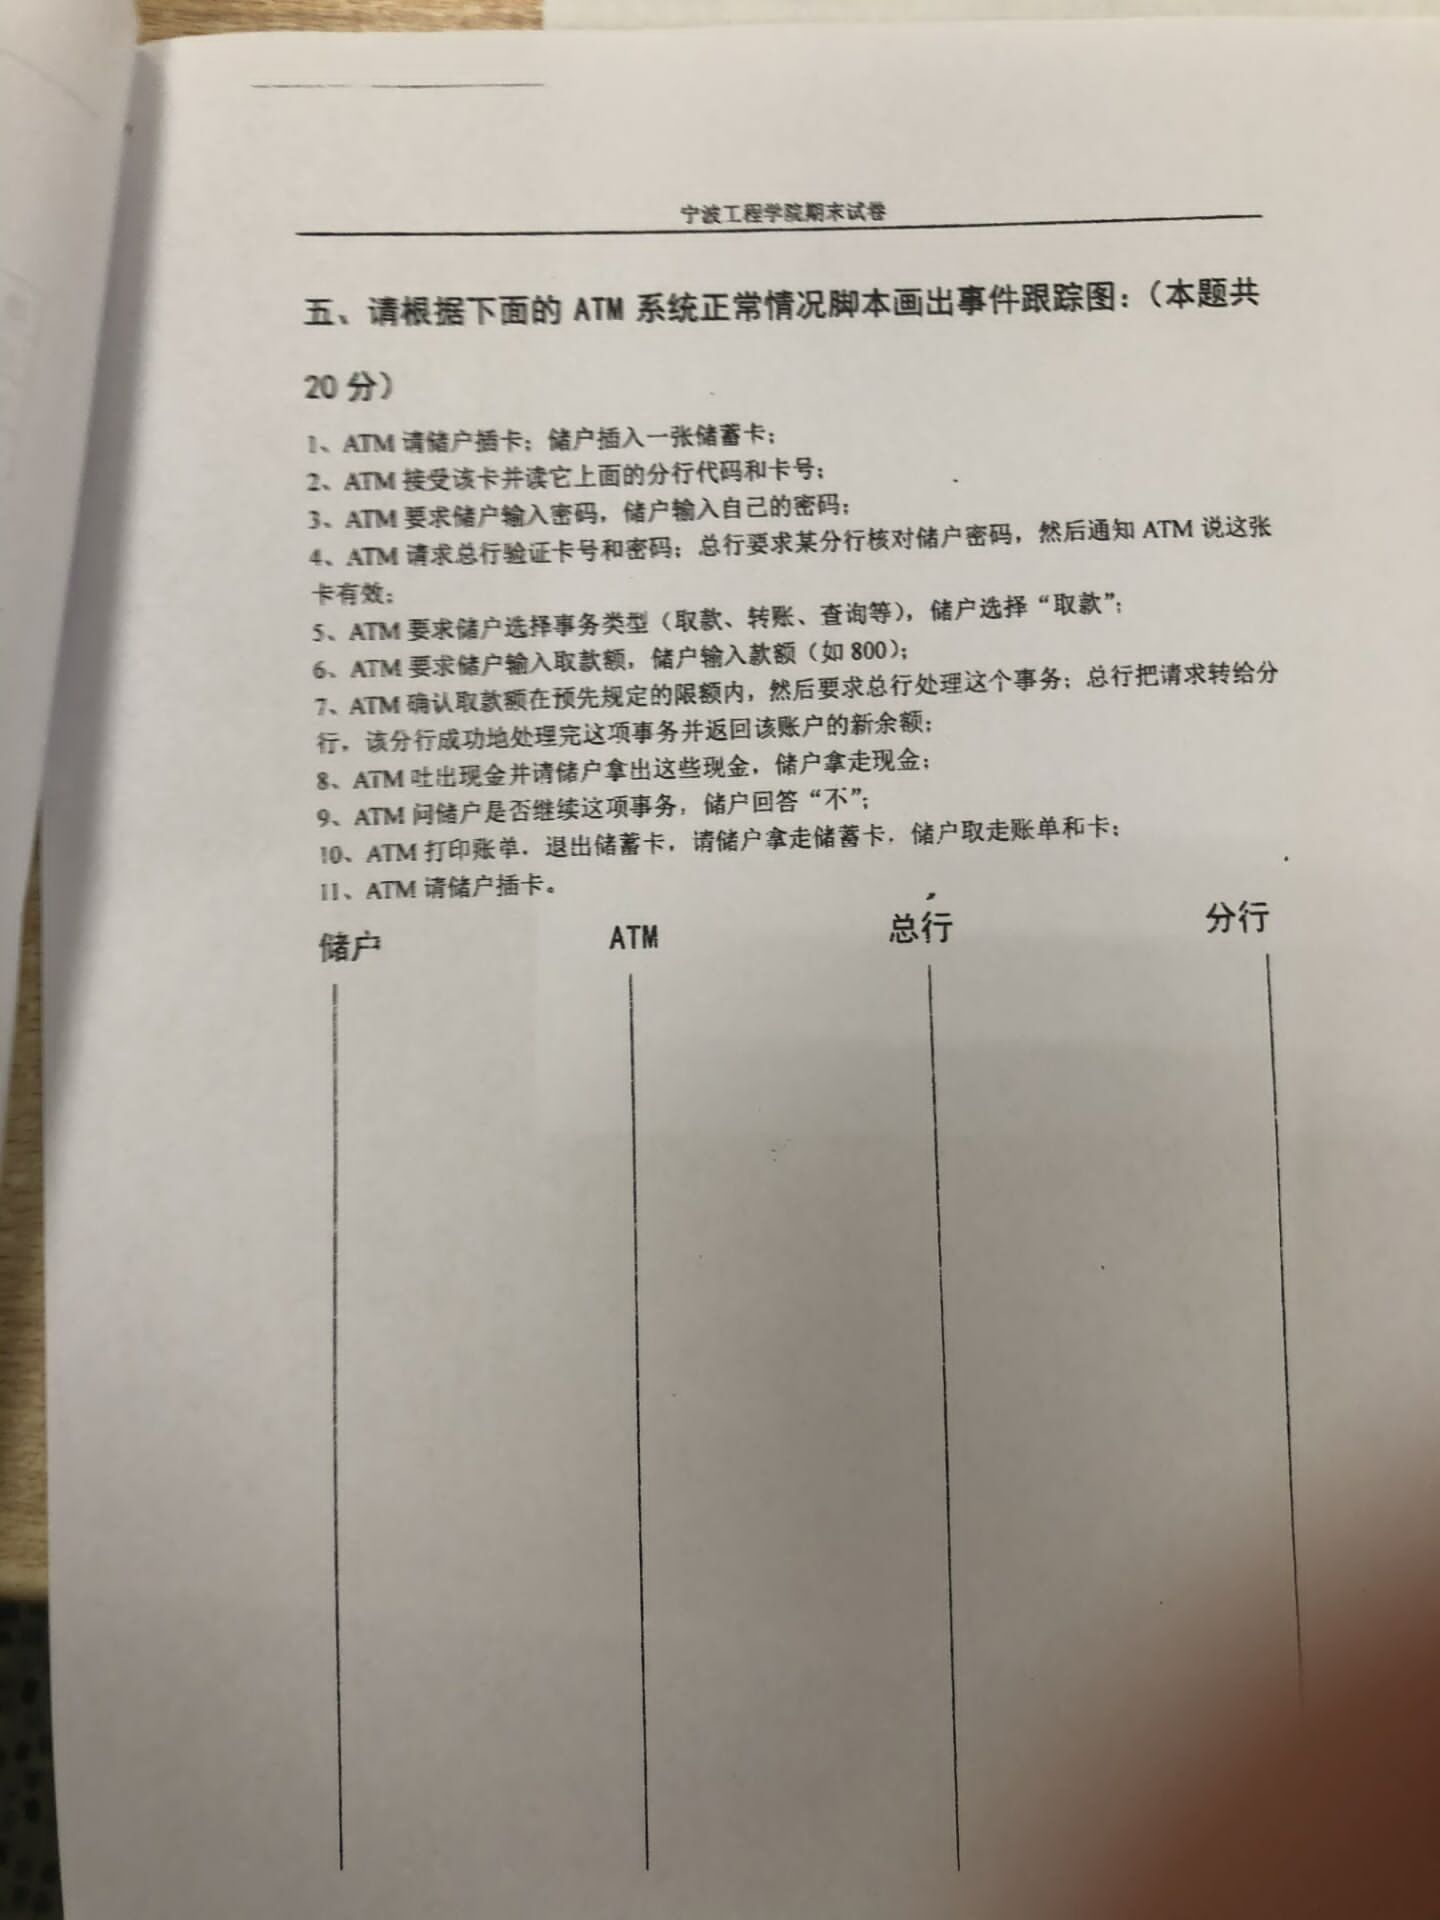 宁波工程学院期末试卷
五、请根据下面的 ATM 系统正常情况脚本画出事件跟踪图：（本题共
20 分）
1、ATM 请储户插卡；储户插入一张储蓄卡；
2、ATM 接受该卡并读它上面的分行代码和卡号；
3、ATM 要求储户输入密码，储户输入自己的密码；
4、ATM 请求总行验证卡号和密码；总行要求某分行核对储户密码，然后通知 ATM 说这张
卡有效；
5、ATM 要求储户选择事务类型（取款、转账、查询等），储户选择“取款”；
6、ATM 要求储户输入取款额，储户输入款额（如 800）；
7、ATM 确认取款额在预先规定的限额内，然后要求总行处理这个事务；总行把请求转给分
行，该分行成功地处理完这项事务并返回该账户的新余额；
8、ATM 吐出现金并请储户拿出这些现金，储户拿走现金；
9、ATM 问储户是否继续这项事务，储户回答“不”；
10、ATM 打印账单，退出储蓄卡，请储户拿走储蓄卡，储户取走账单和卡；
11、ATM 请储户插卡。
储户 ATM 总行 分行